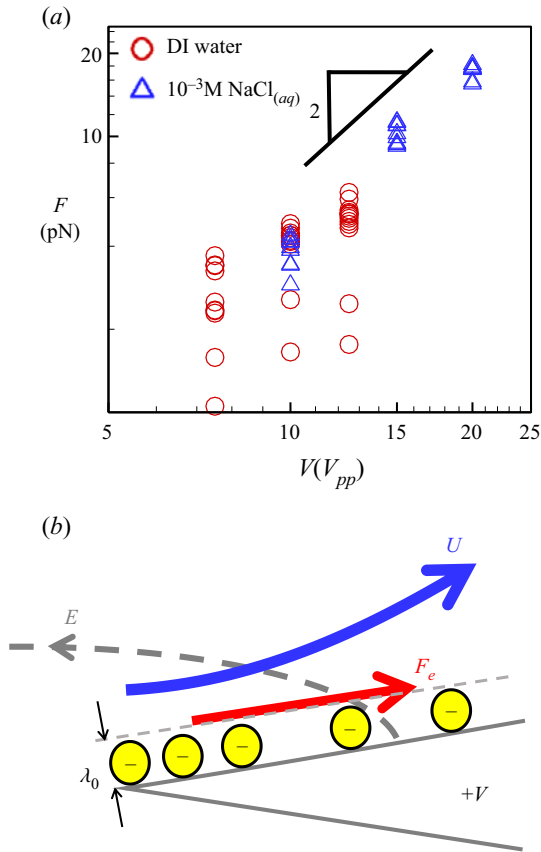 (a)
DI water
10⁻³M NaCl(aq)
2
20
10
F
(pN)
5
10
15
20
25
V(Vpp)
(b)
U
E
Fe
– – – – –
λ0
+V